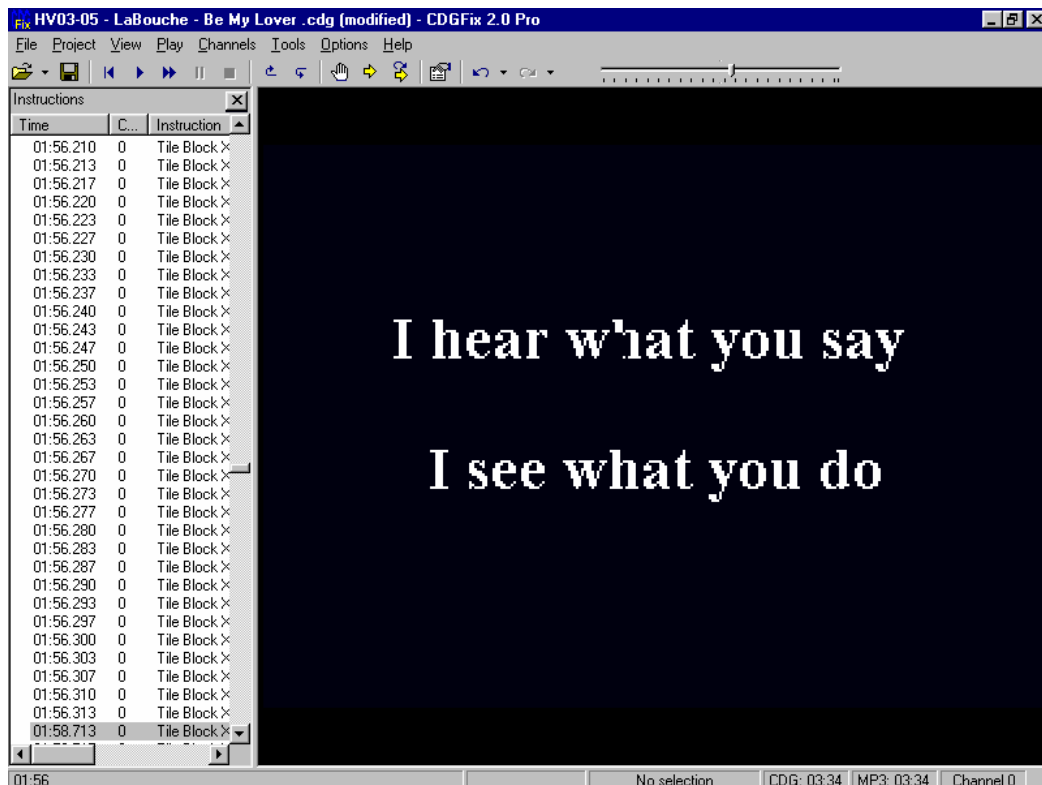 Fix HV03-05 - LaBouche - Be My Lover .cdg (modified) - CDGFix 2.0 Pro
File Project View Play Channels Tools Options Help
Instructions
Time C... Instruction
01:56.210 0 Tile Block X
01:56.213 0 Tile Block X
01:56.217 0 Tile Block X
01:56.220 0 Tile Block X
01:56.223 0 Tile Block X
01:56.227 0 Tile Block X
01:56.230 0 Tile Block X
01:56.233 0 Tile Block X
01:56.237 0 Tile Block X
01:56.240 0 Tile Block X
01:56.243 0 Tile Block X
01:56.247 0 Tile Block X
01:56.250 0 Tile Block X
01:56.253 0 Tile Block X
01:56.257 0 Tile Block X
01:56.260 0 Tile Block X
01:56.263 0 Tile Block X
01:56.267 0 Tile Block X
01:56.270 0 Tile Block X
01:56.273 0 Tile Block X
01:56.277 0 Tile Block X
01:56.280 0 Tile Block X
01:56.283 0 Tile Block X
01:56.287 0 Tile Block X
01:56.290 0 Tile Block X
01:56.293 0 Tile Block X
01:56.297 0 Tile Block X
01:56.300 0 Tile Block X
01:56.303 0 Tile Block X
01:56.307 0 Tile Block X
01:56.310 0 Tile Block X
01:56.313 0 Tile Block X
01:58.713 0 Tile Block X
I hear what you say
I see what you do
01:56 No selection CDG: 03:34 MP3: 03:34 Channel 0